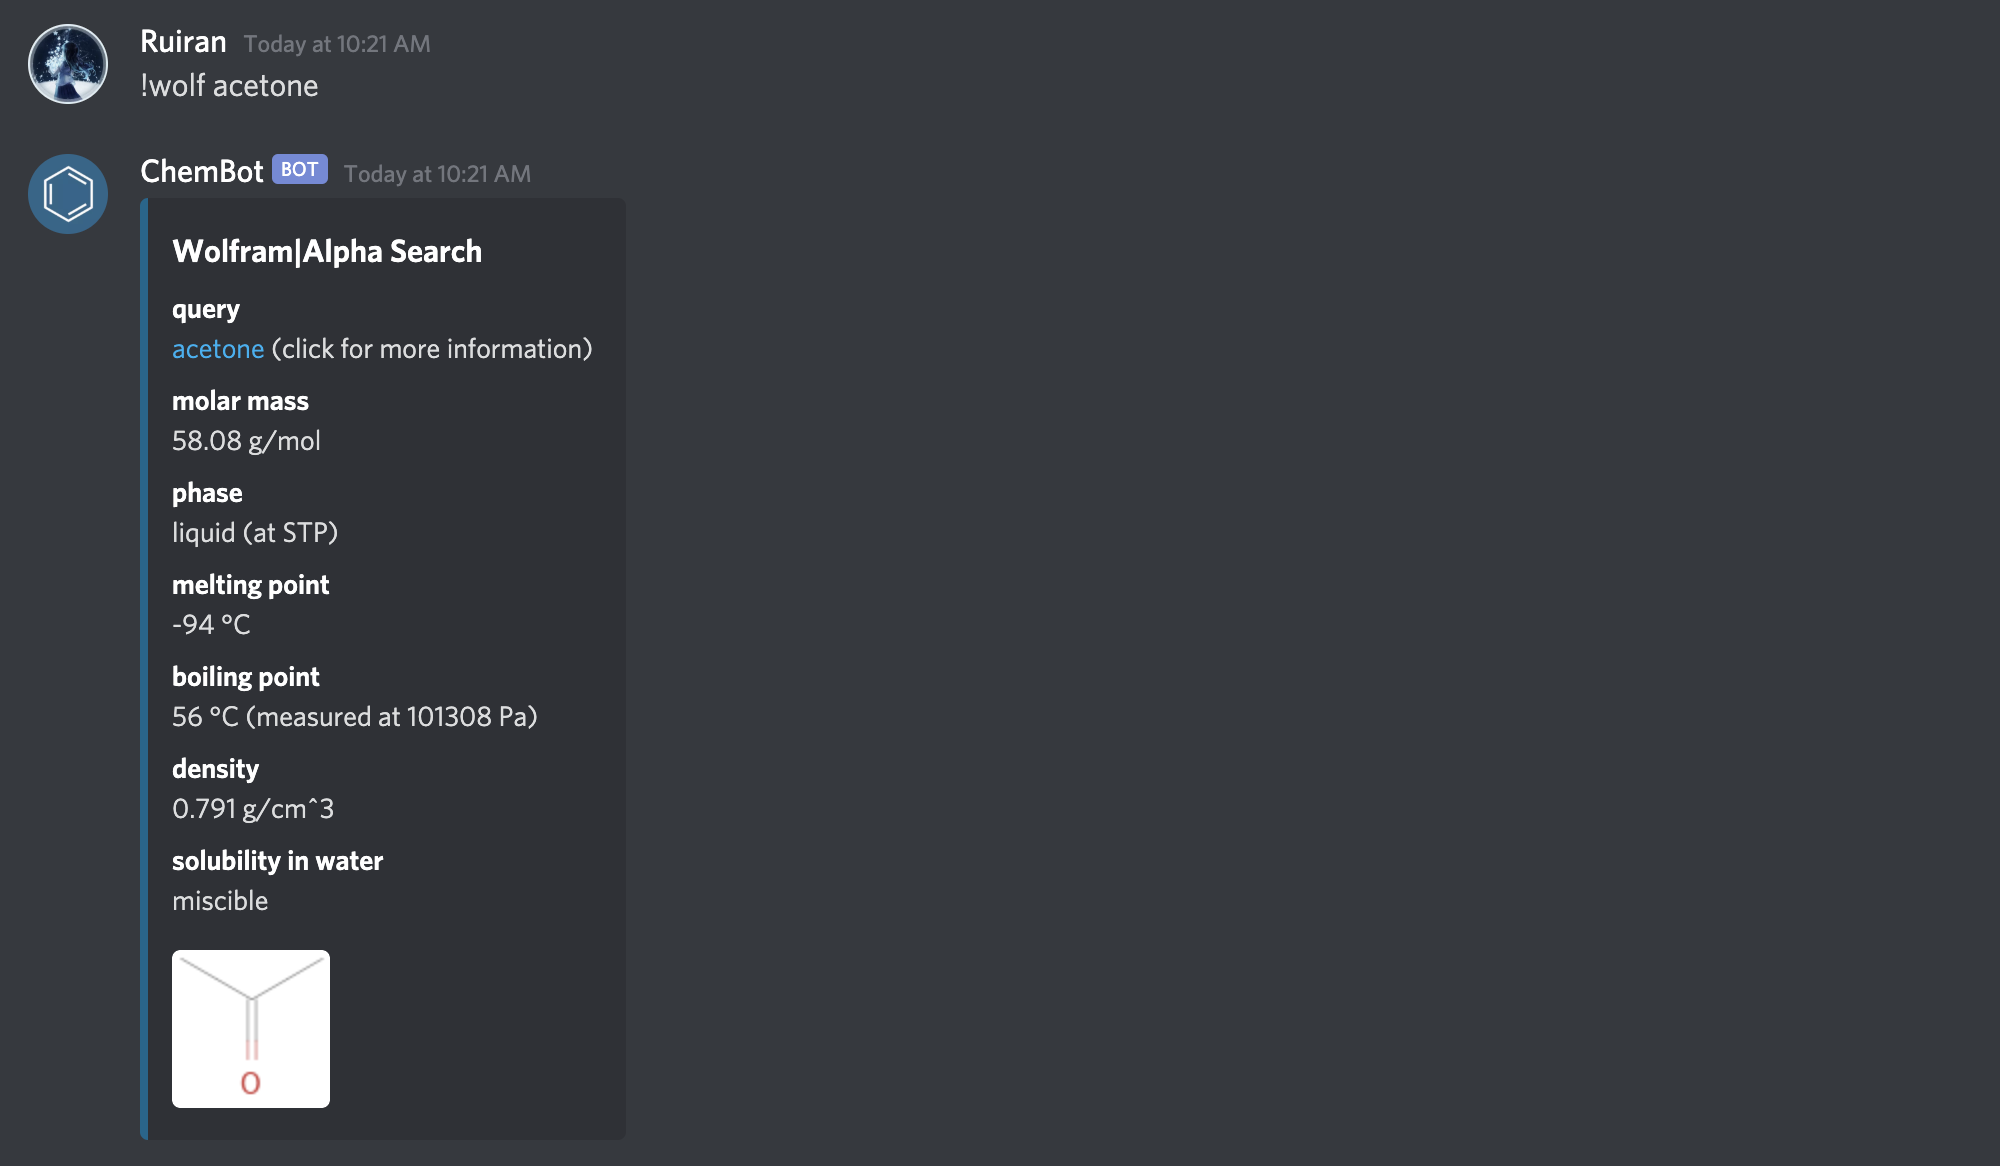 Ruiran Today at 10:21 AM
!wolf acetone
ChemBot BOT Today at 10:21 AM
Wolfram|Alpha Search
query
acetone (click for more information)
molar mass
58.08 g/mol
phase
liquid (at STP)
melting point
-94 °C
boiling point
56 °C (measured at 101308 Pa)
density
0.791 g/cm^3
solubility in water
miscible
O